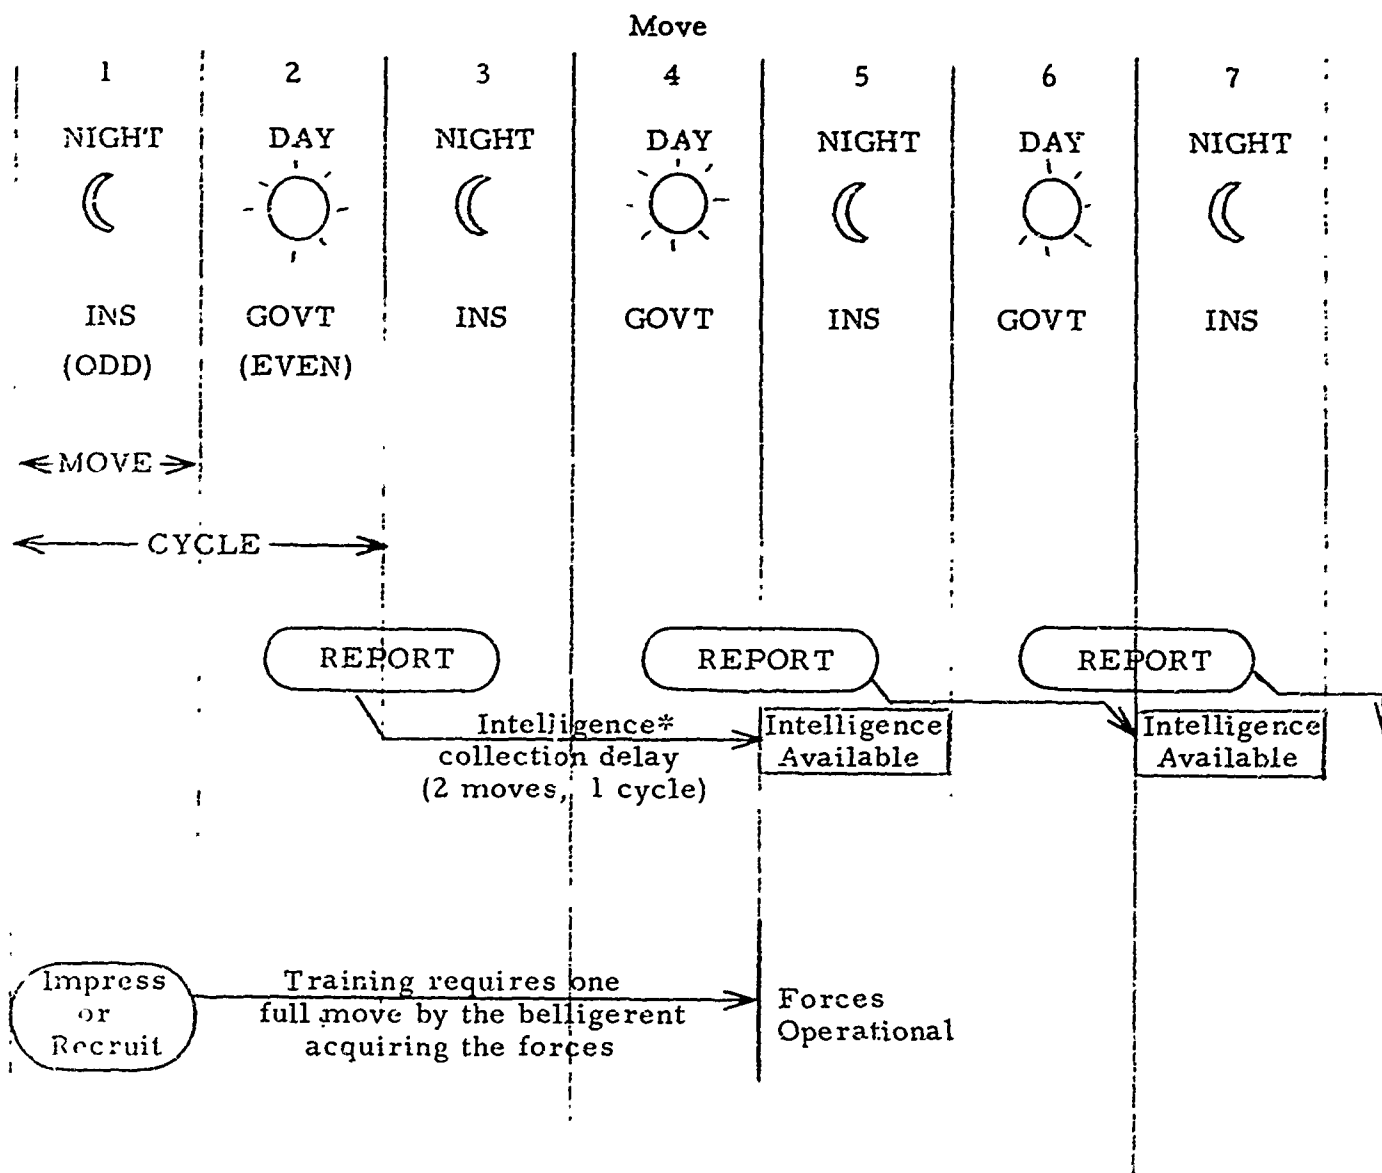 Move
1 2 3 4 5 6 7
NIGHT DAY NIGHT DAY NIGHT DAY NIGHT
INS GOVT INS GOVT INS GOVT INS
(ODD) (EVEN)
MOVE
CYCLE
REPORT REPORT REPORT
Intelligence*
collection delay
(2 moves, 1 cycle)
Intelligence
Available
Intelligence
Available
Impress
or
Recruit
Training requires one
full move by the belligerent
acquiring the forces
Forces
Operational